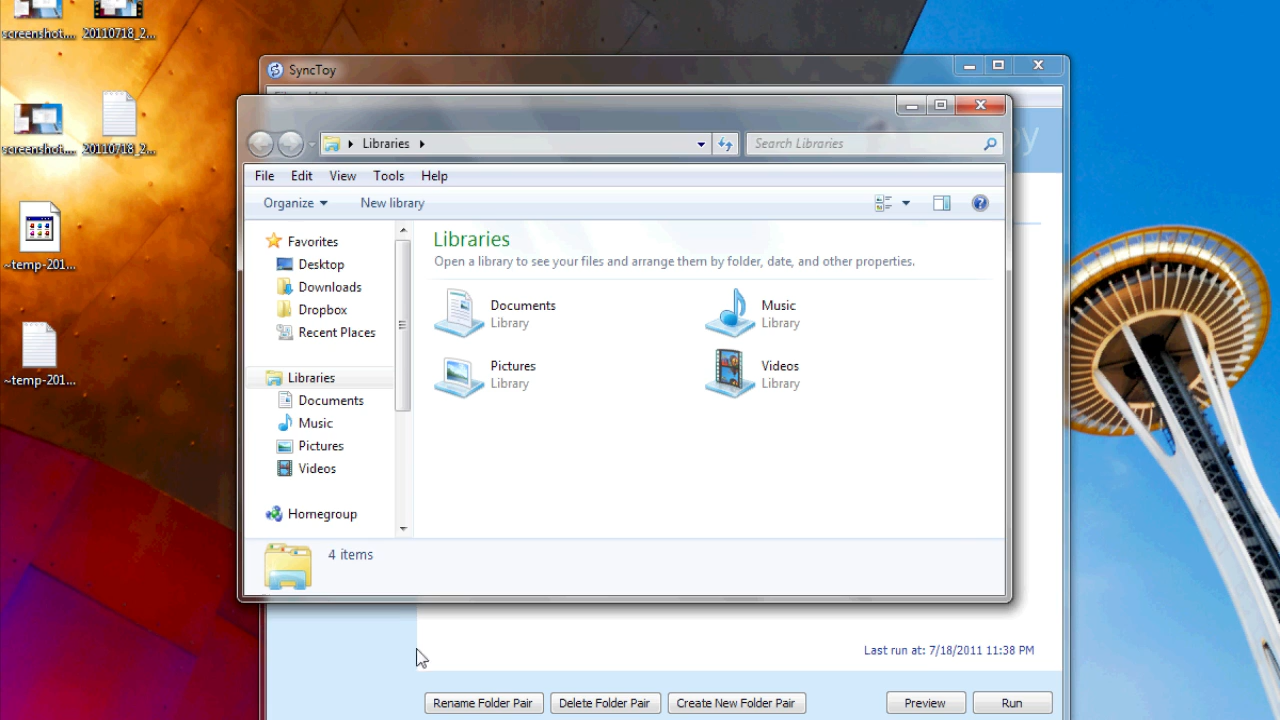 screenshot.... 20110718_2...
screenshot.... 20110718_2...
~temp-201...
~temp-201...
SyncToy
Libraries
Search Libraries
File Edit View Tools Help
Organize New library
Favorites
Desktop
Downloads
Dropbox
Recent Places
Libraries
Documents
Music
Pictures
Videos
Homegroup
Libraries
Open a library to see your files and arrange them by folder, date, and other properties.
Documents
Library
Music
Library
Pictures
Library
Videos
Library
4 items
Last run at: 7/18/2011 11:38 PM
Rename Folder Pair Delete Folder Pair Create New Folder Pair Preview Run